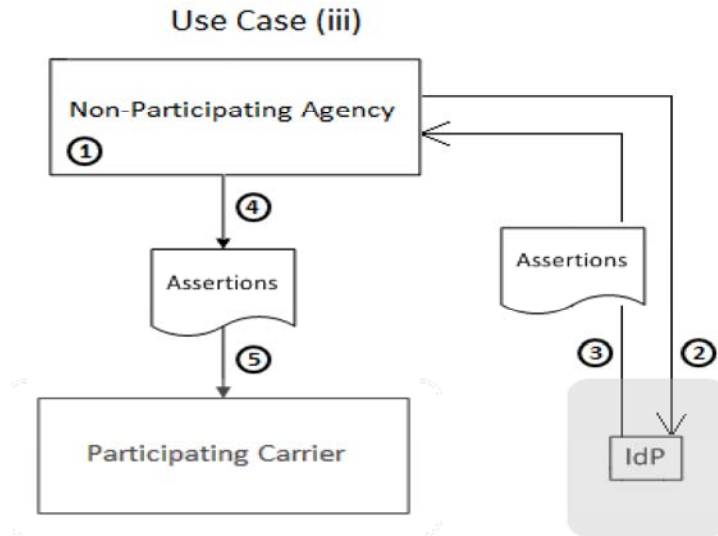 Use Case (iii)
Non-Participating Agency
1
4
Assertions
Assertions
5
3
2
Participating Carrier
IdP